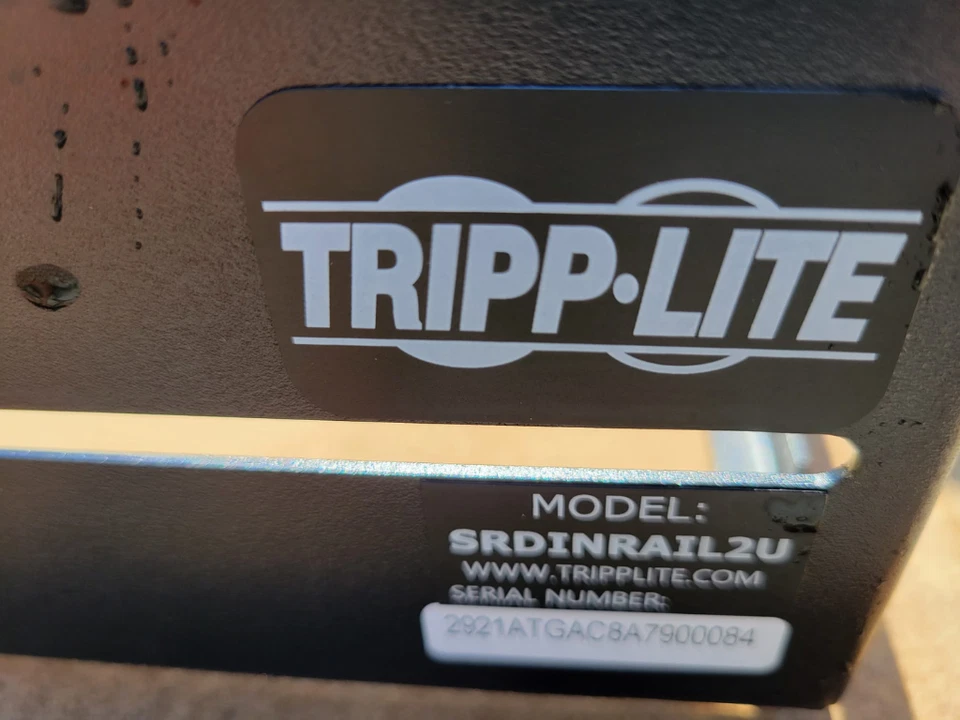 TRIPP·LITE
MODEL:
SRDINRAIL2U
WWW.TRIPPLITE.COM
SERIAL NUMBER:
2921ATGAC8A7900084